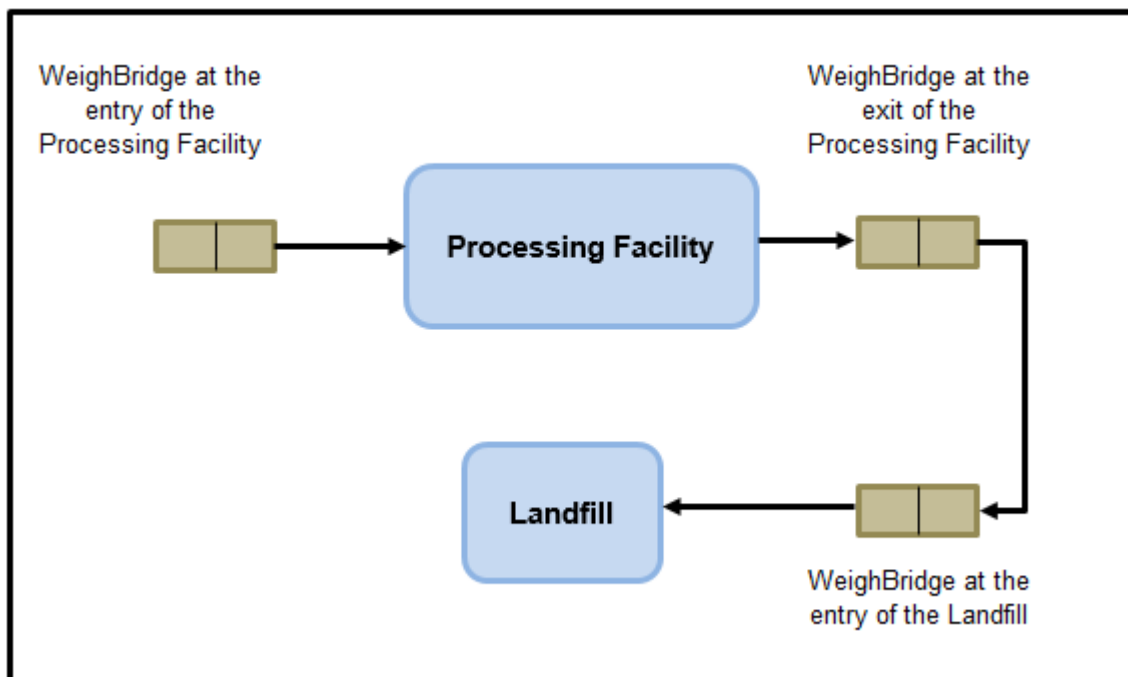 WeighBridge at the
entry of the
Processing Facility
WeighBridge at the
exit of the
Processing Facility
Processing Facility
Landfill
WeighBridge at the
entry of the Landfill